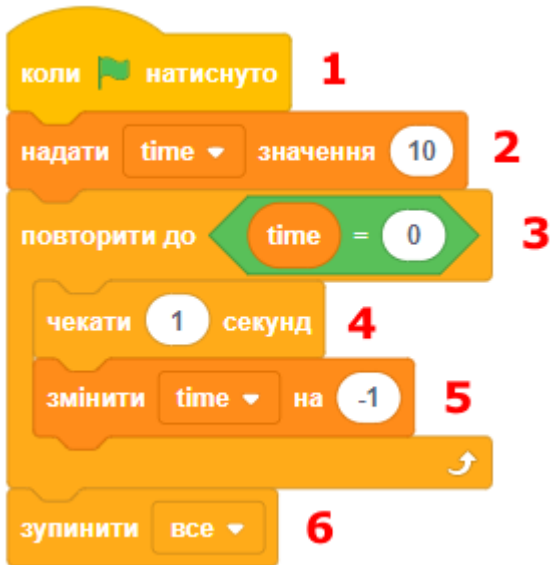 коли натиснуто 1
надати time значення 10 2
повторити до time = 0 3
чекати 1 секунд 4
змінити time на -1 5
зупинити все 6